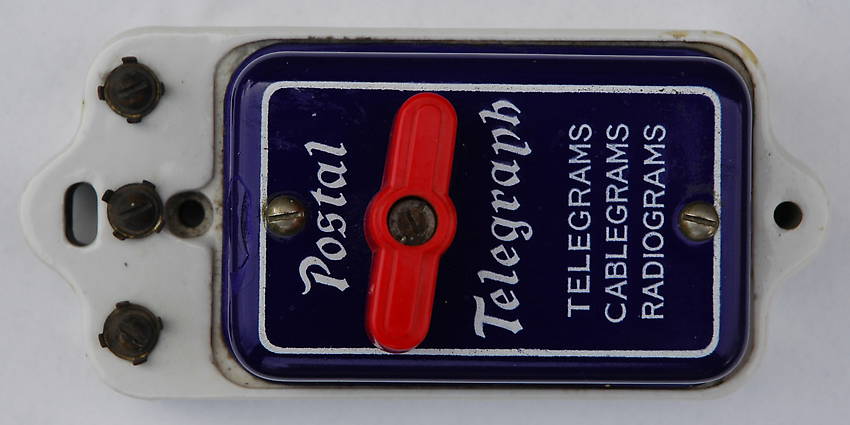 Postal
Telegraph
TELEGRAMS
CABLEGRAMS
RADIOGRAMS